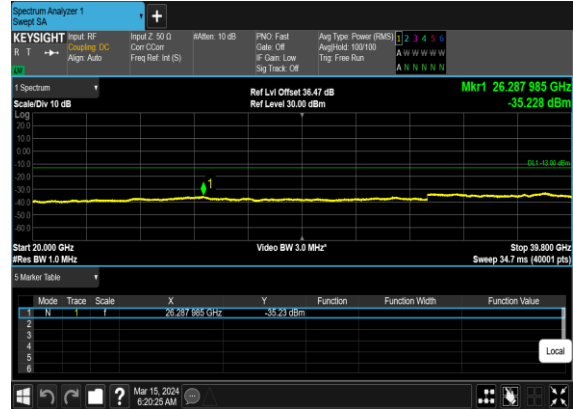 Spectrum Analyzer 1
Swept SA
+
KEYSIGHT
R T
LM
Input: RF
Coupling: DC
Align: Auto
Input Z: 50 Ω
Corr CCorr
Freq Ref: Int (S)
#Atten: 10 dB
PNO: Fast
Gate: Off
IF Gain: Low
Sig Track: Off
Avg Type: Power (RMS)
Avg|Hold: 100/100
Trig: Free Run
1 2 3 4 5 6
A W W W W W
A N N N N N
1 Spectrum
Scale/Div 10 dB
Ref Lvl Offset 36.47 dB
Ref Level 30.00 dBm
Mkr1 26.287 985 GHz
-35.228 dBm
Log
20.0
10.0
0.00
-10.0
-20.0
-30.0
-40.0
-50.0
-60.0
1
DL1 -13.00 dBm
Start 20.000 GHz
#Res BW 1.0 MHz
Video BW 3.0 MHz*
Stop 39.800 GHz
Sweep 34.7 ms (40001 pts)
5 Marker Table
Mode Trace Scale X Y Function Function Width Function Value
1 N 1 f 26.287 985 GHz -35.23 dBm
2
3
4
5
6
Local
?
Mar 15, 2024
6:20:25 AM